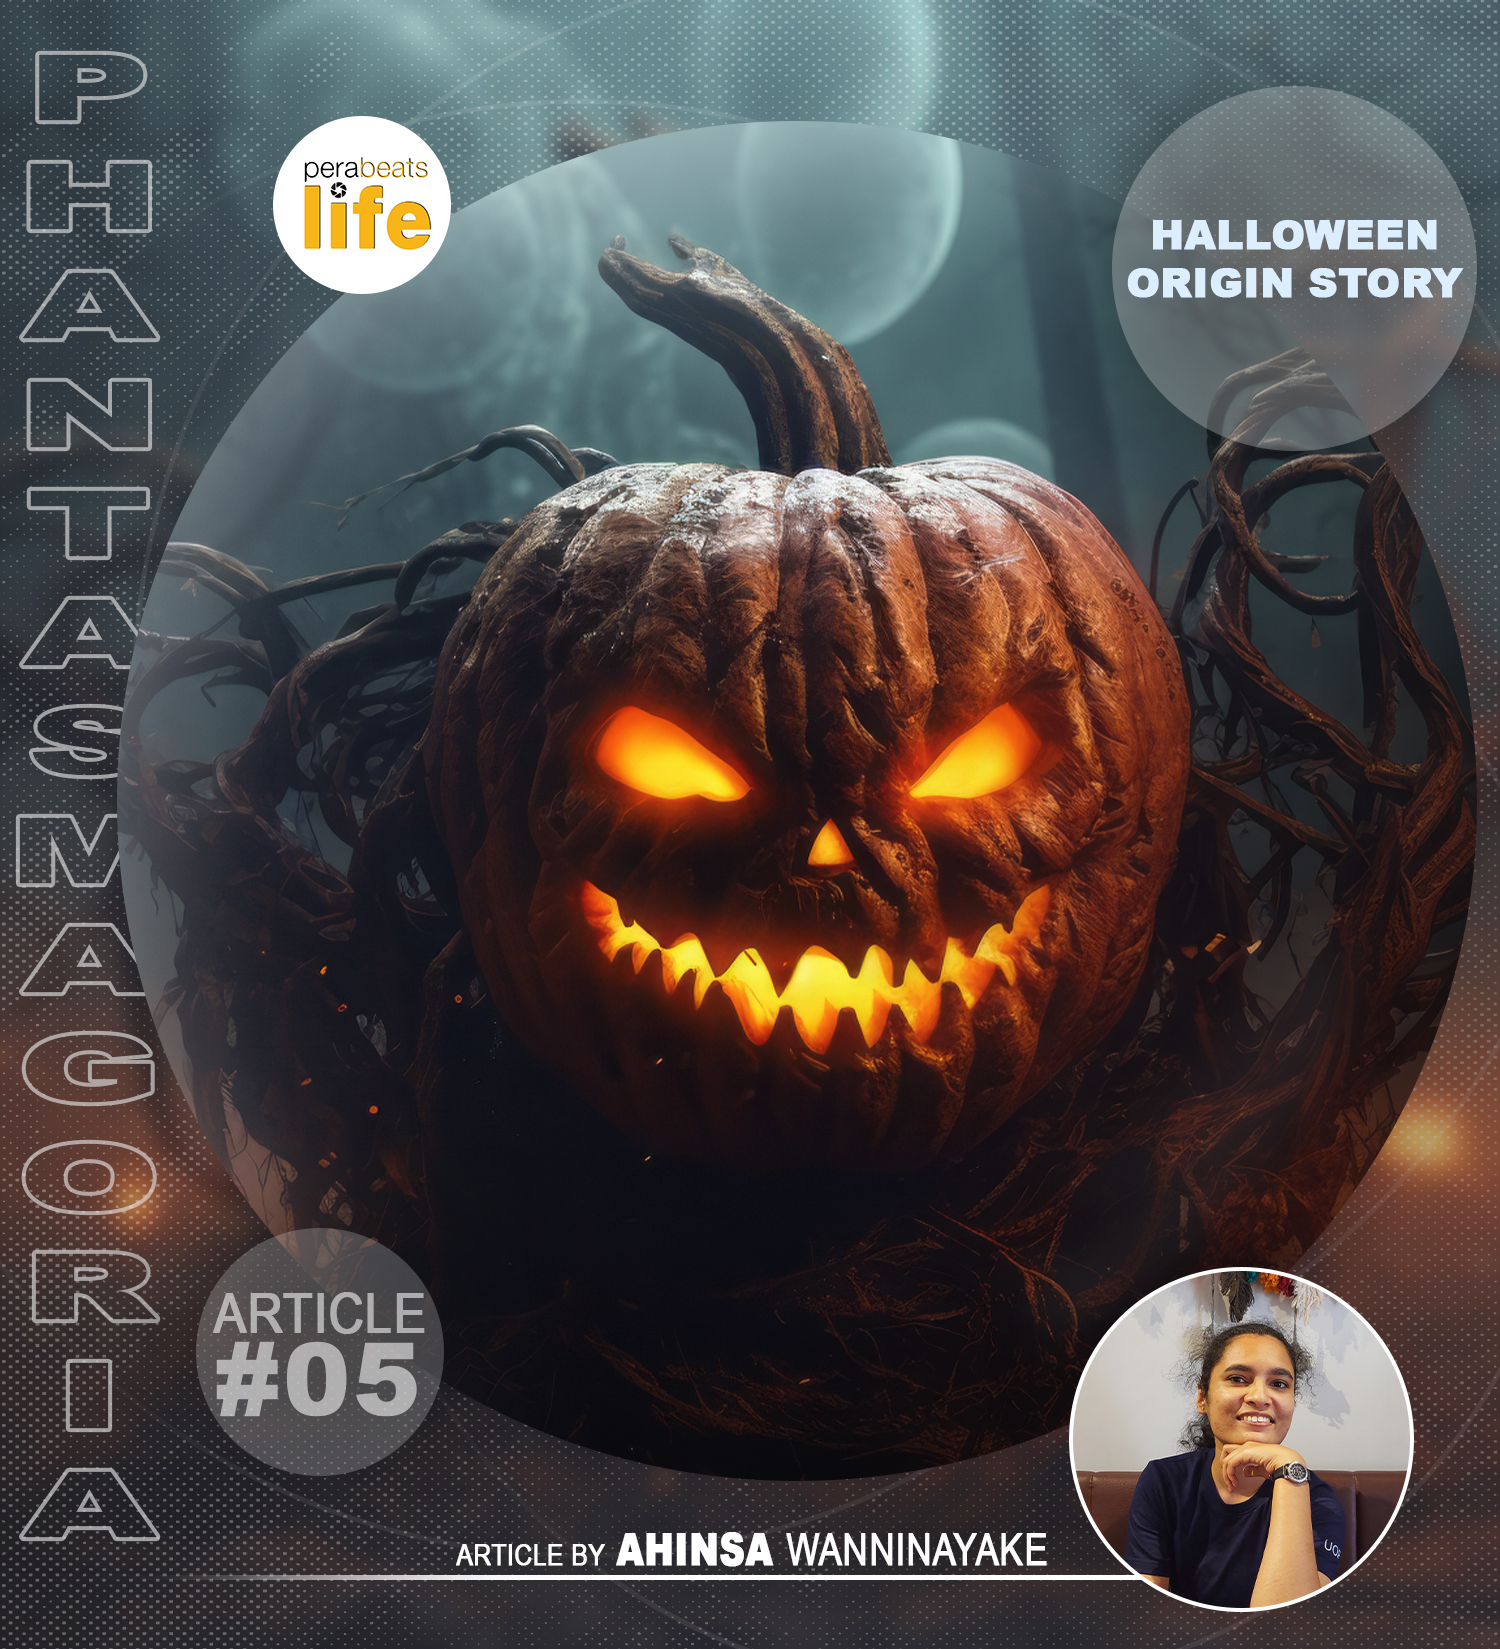 PHANTASMAGORIA
perabeats
life
HALLOWEEN
ORIGIN STORY
ARTICLE
#05
ARTICLE BY AHINSA WANNINAYAKE